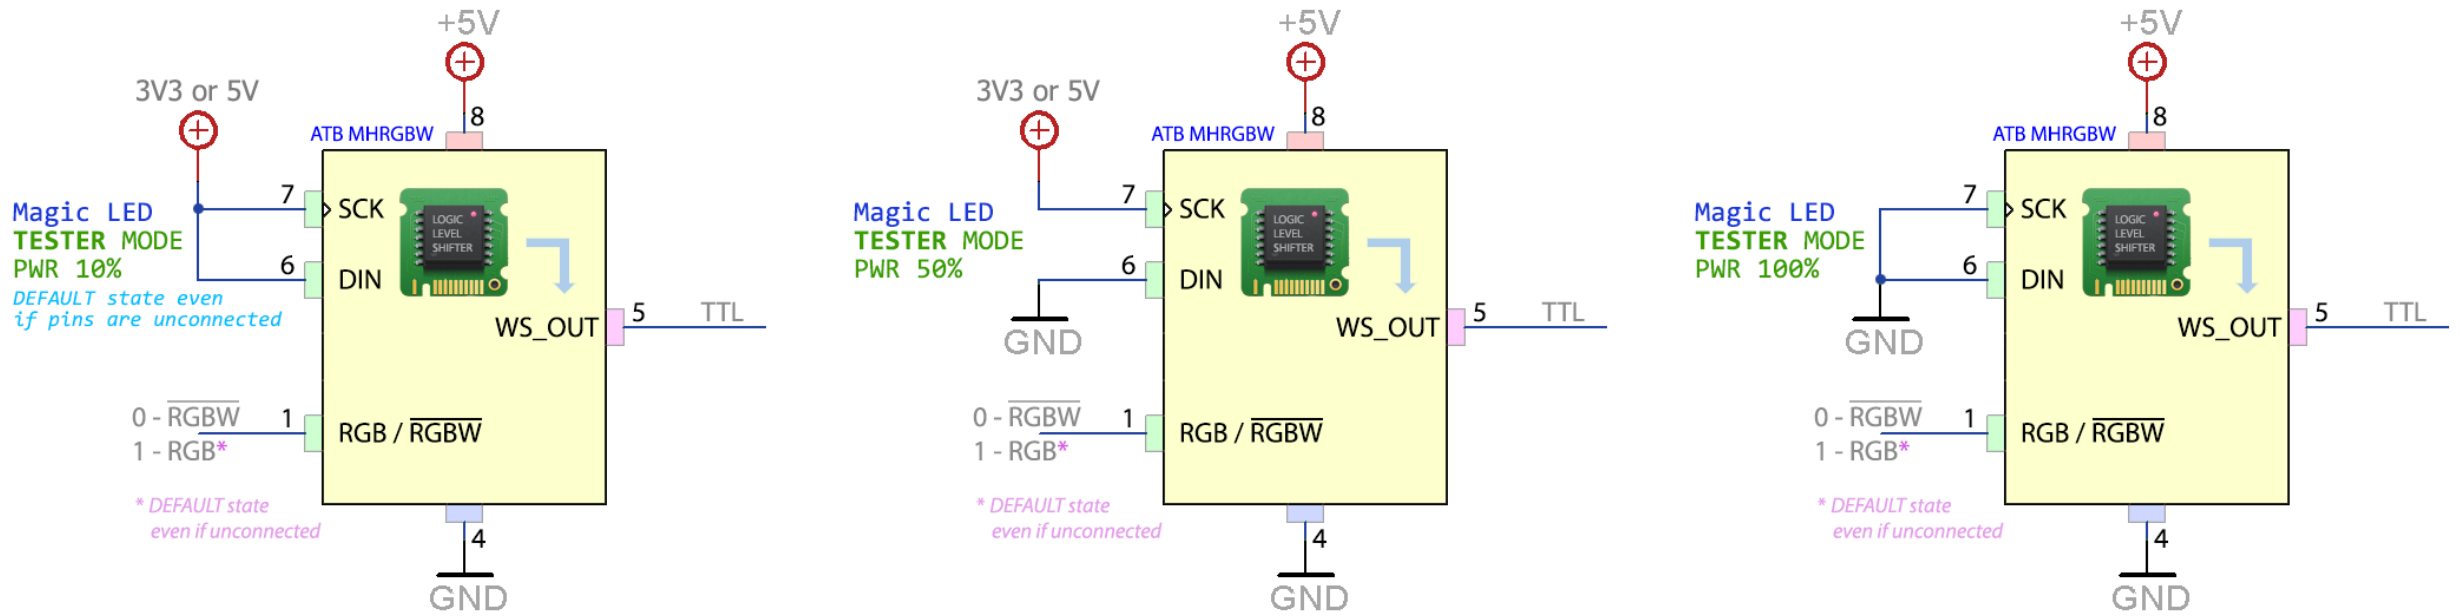 +5V
3V3 or 5V
8
ATB MHRGBW
7
SCK
LOGIC
LEVEL
SHIFTER
Magic LED
TESTER MODE
PWR 10%
DEFAULT state even
if pins are unconnected
6
DIN
5
TTL
WS_OUT
0 - RGBW
1
RGB / RGBW
1 - RGB*
* DEFAULT state
even if unconnected
4
GND
+5V
3V3 or 5V
8
ATB MHRGBW
7
SCK
LOGIC
LEVEL
SHIFTER
Magic LED
TESTER MODE
PWR 50%
6
DIN
GND
5
TTL
WS_OUT
0 - RGBW
1
RGB / RGBW
1 - RGB*
* DEFAULT state
even if unconnected
4
GND
+5V
8
ATB MHRGBW
7
SCK
LOGIC
LEVEL
SHIFTER
Magic LED
TESTER MODE
PWR 100%
6
DIN
GND
5
TTL
WS_OUT
0 - RGBW
1
RGB / RGBW
1 - RGB*
* DEFAULT state
even if unconnected
4
GND